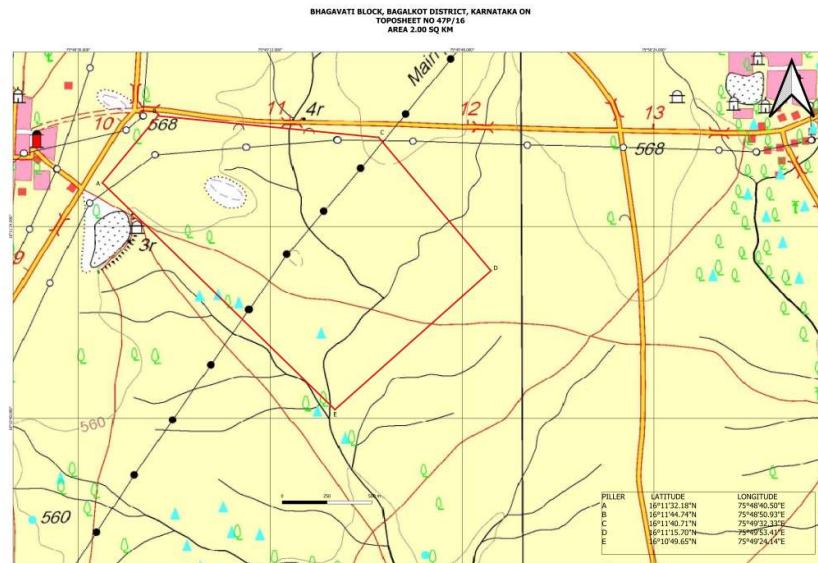 BHAGAVATI BLOCK, BAGALKOT DISTRICT, KARNATAKA ON
TOPOSHEET NO 47P/16
AREA 2.00 SQ KM
Main
11
4r
12
13
10
568
C
568
A
3r
9
D
E
560
560
0 250 500 m
PILLER LATITUDE LONGITUDE
A 16°11'32.18"N 75°48'40.50"E
B 16°11'44.74"N 75°48'50.93"E
C 16°11'40.71"N 75°49'32.33"E
D 16°11'15.70"N 75°49'53.41"E
E 16°10'49.65"N 75°49'24.14"E